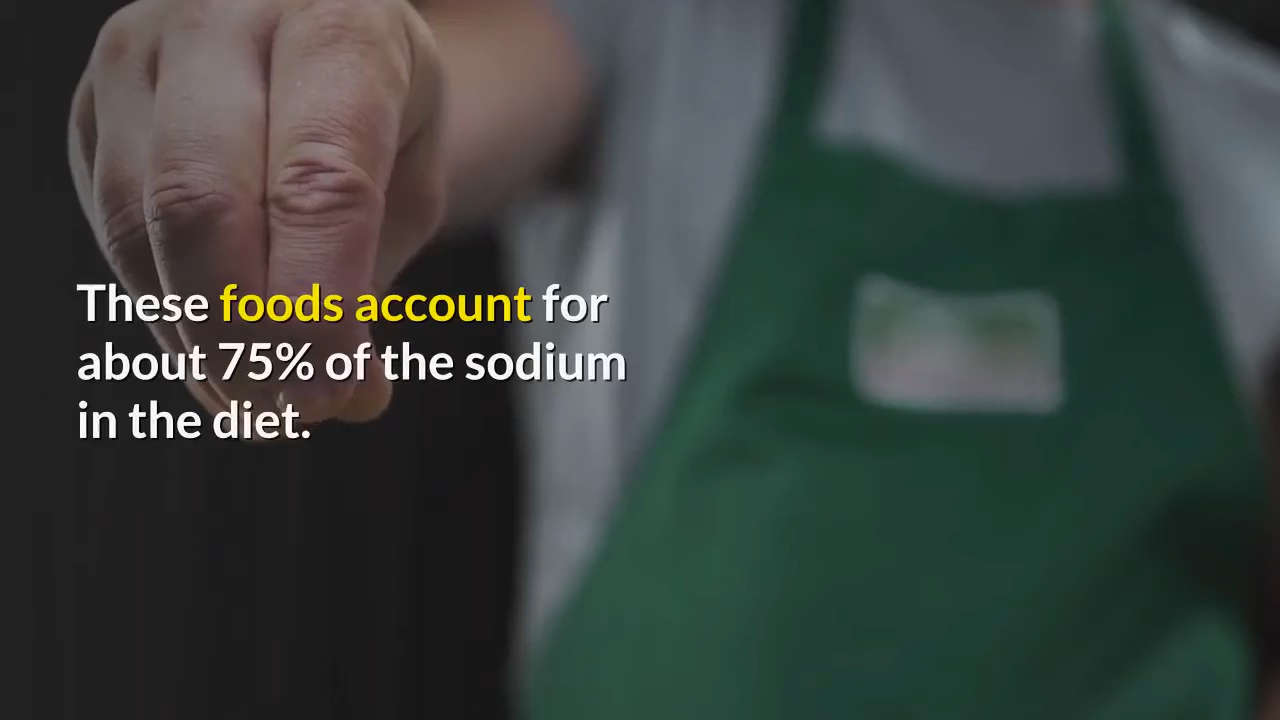 These foods account for
about 75% of the sodium
in the diet.